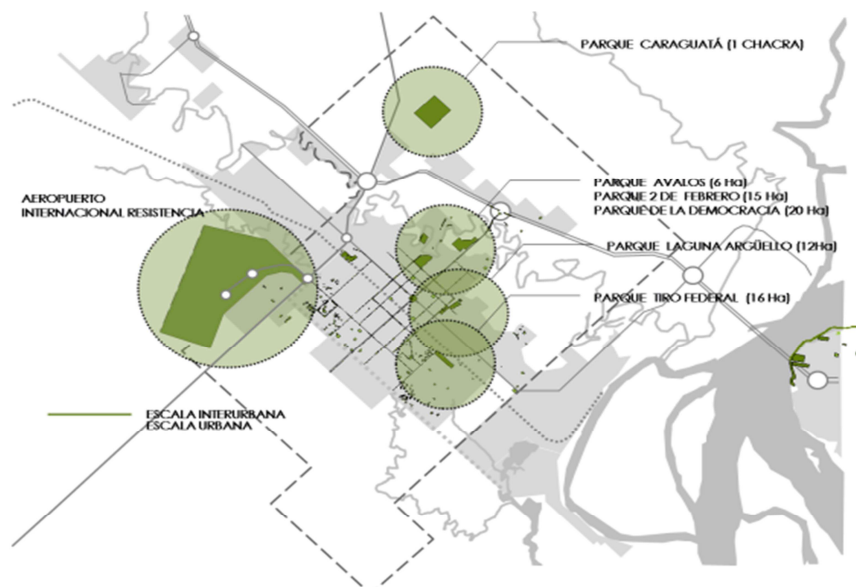 PARQUE CARAGUATÁ (1 CHACRA)
PARQUE AVALOS (6 Ha)
PARQUE 2 DE FEBRERO (15 Ha)
PARQUE DE LA DEMOCRACIA (20 Ha)
AEROPUERTO
INTERNACIONAL RESISTENCIA
PARQUE LAGUNA ARGÜELLO (12Ha)
PARQUE TIRO FEDERAL (16 Ha)
ESCALA INTERURBANA
ESCALA URBANA